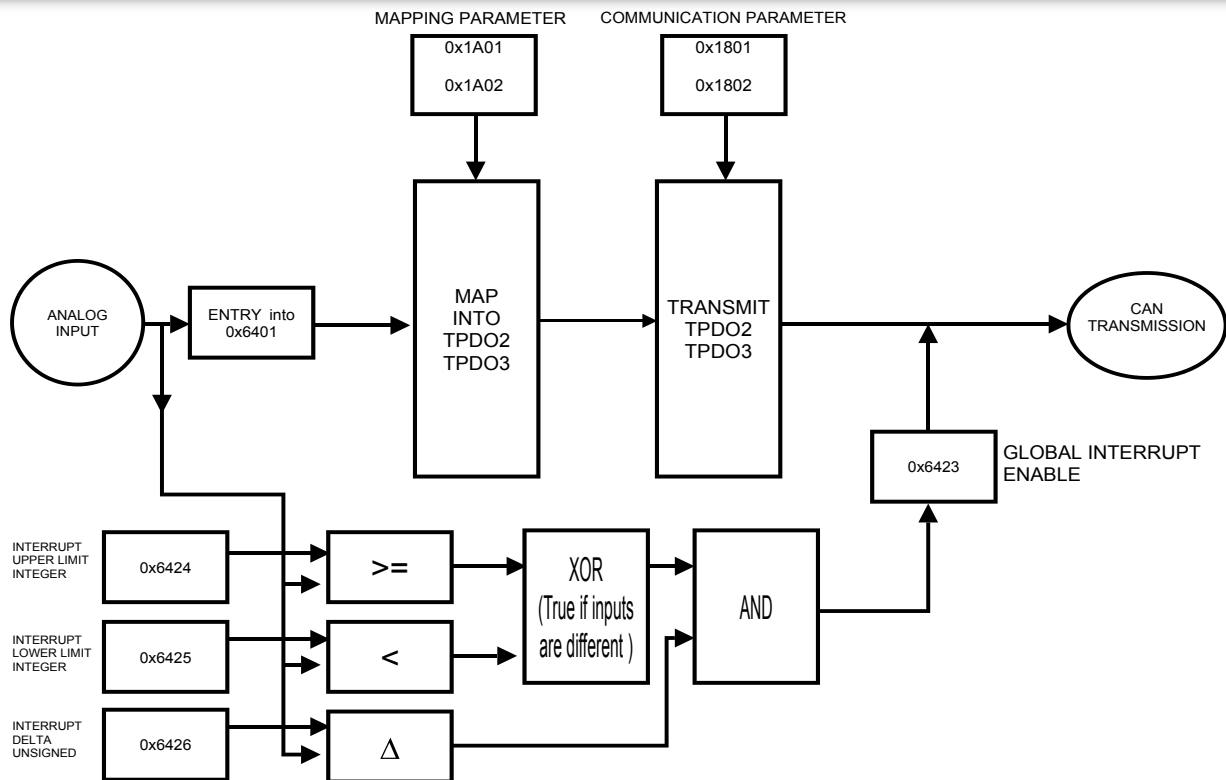 MAPPING PARAMETER
COMMUNICATION PARAMETER
0x1A01
0x1A02
0x1801
0x1802
ANALOG
INPUT
ENTRY into
0x6401
MAP
INTO
TPDO2
TPDO3
TRANSMIT
TPDO2
TPDO3
CAN
TRANSMISSION
0x6423
GLOBAL INTERRUPT
ENABLE
INTERRUPT
UPPER LIMIT
INTEGER
0x6424
>=
XOR
(True if inputs
are different )
AND
INTERRUPT
LOWER LIMIT
INTEGER
0x6425
<
INTERRUPT
DELTA
UNSIGNED
0x6426
Δ